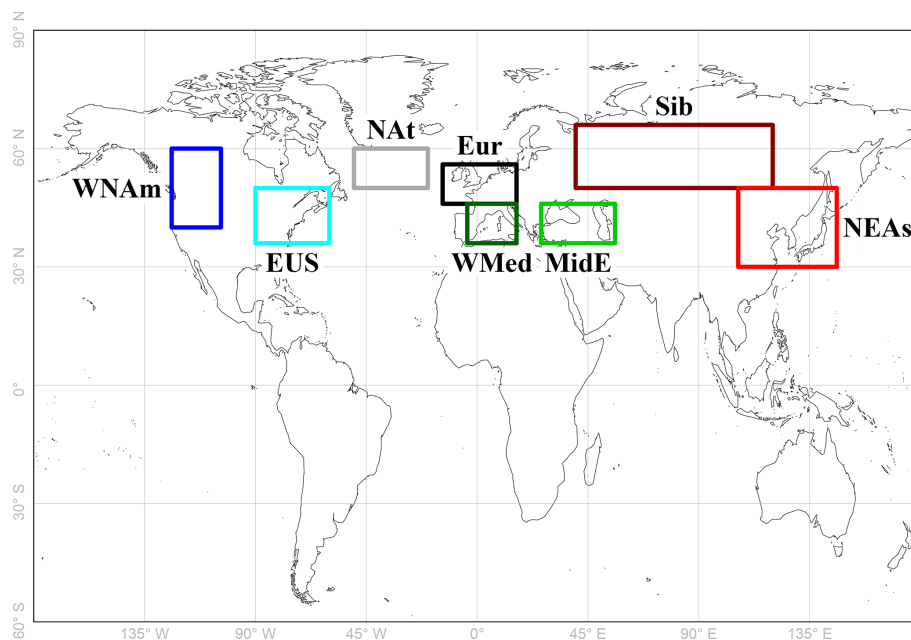 90° N
Sib
NAt
Eur
60° N
WNAm
NEAs
EUS
WMed
MidE
30° N
0°
30° S
60° S
135° W
90° W
45° W
0°
45° E
90° E
135° E